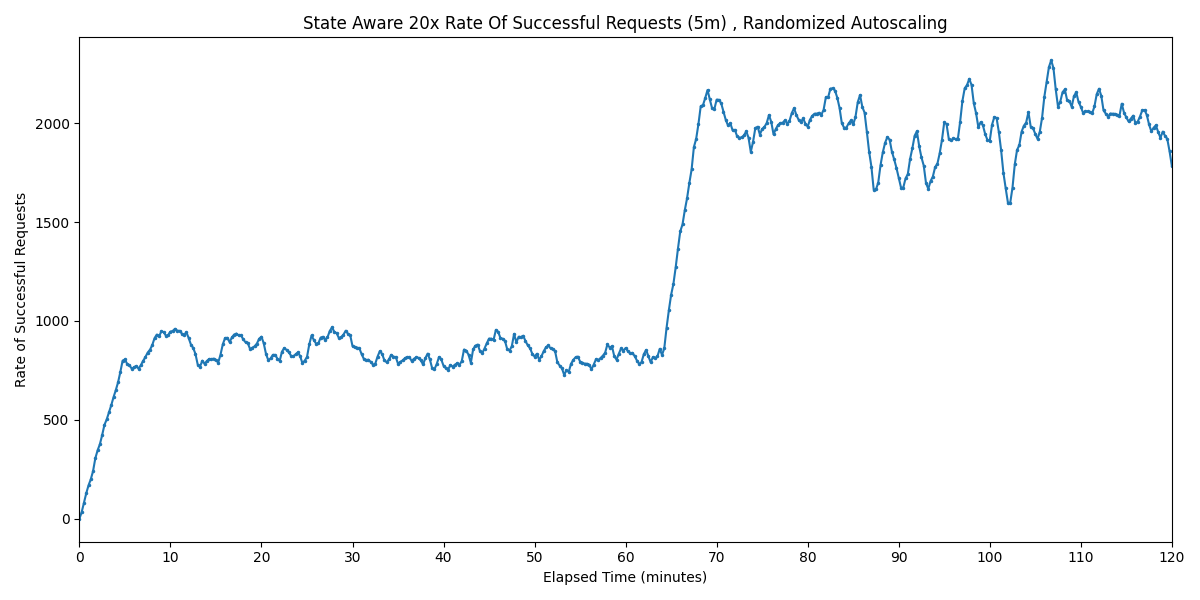 State Aware 20x Rate Of Successful Requests (5m) , Randomized Autoscaling
Rate of Successful Requests
2000
1500
1000
500
0
0 10 20 30 40 50 60 70 80 90 100 110 120
Elapsed Time (minutes)